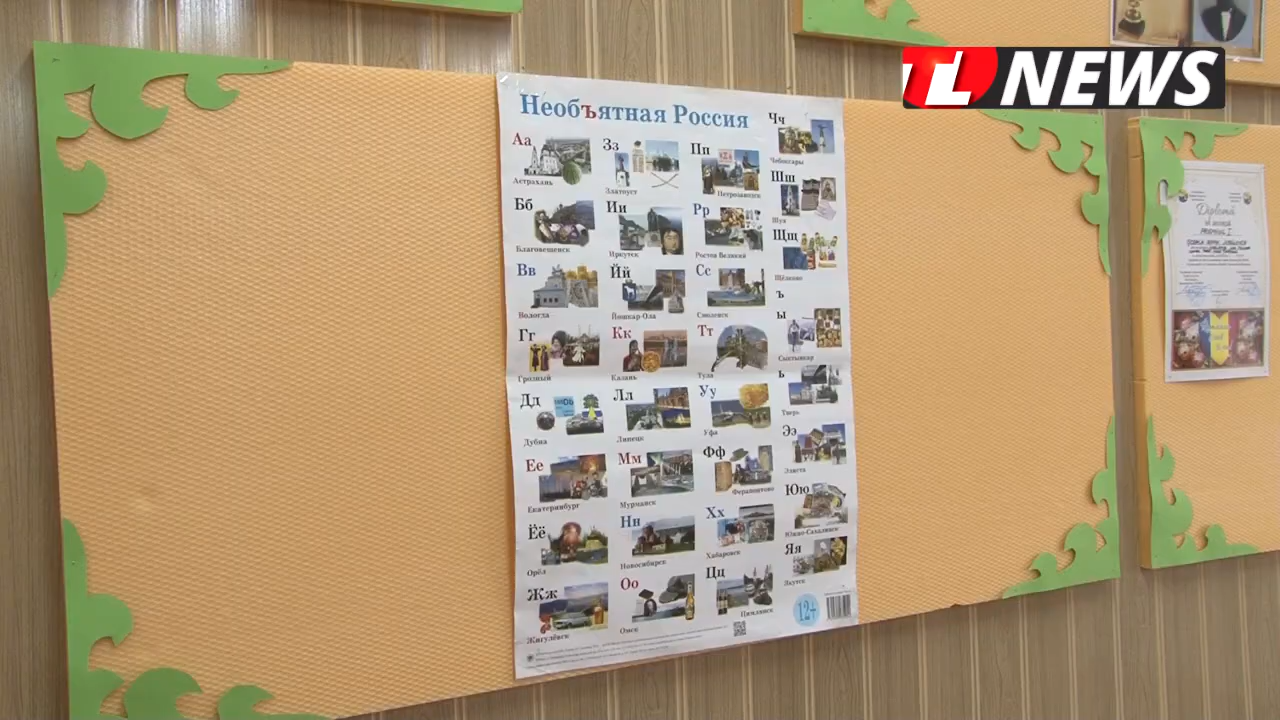 TL NEWS
Необъятная Россия
Аа
Астрахань
Бб
Благовещенск
Вв
Вологда
Гг
Грозный
Дд
Дубна
Ее
Екатеринбург
Ёё
Орёл
Жж
Жигулёвск
Зз
Златоуст
Ии
Иркутск
Йй
Йошкар-Ола
Кк
Казань
Лл
Липецк
Мм
Мурманск
Нн
Новосибирск
Оо
Омск
Пп
Петрозаводск
Рр
Ростов Великий
Сс
Смоленск
Тт
Тула
Уу
Уфа
Фф
Ферапонтово
Хх
Хабаровск
Цц
Цимлянск
Чч
Чебоксары
Шш
Шуя
Щщ
Щёлково
ъ
ы
Сыктывкар
ь
Тверь
Ээ
Элиста
Юю
Южно-Сахалинск
Яя
Якутск
12+
Diplomă